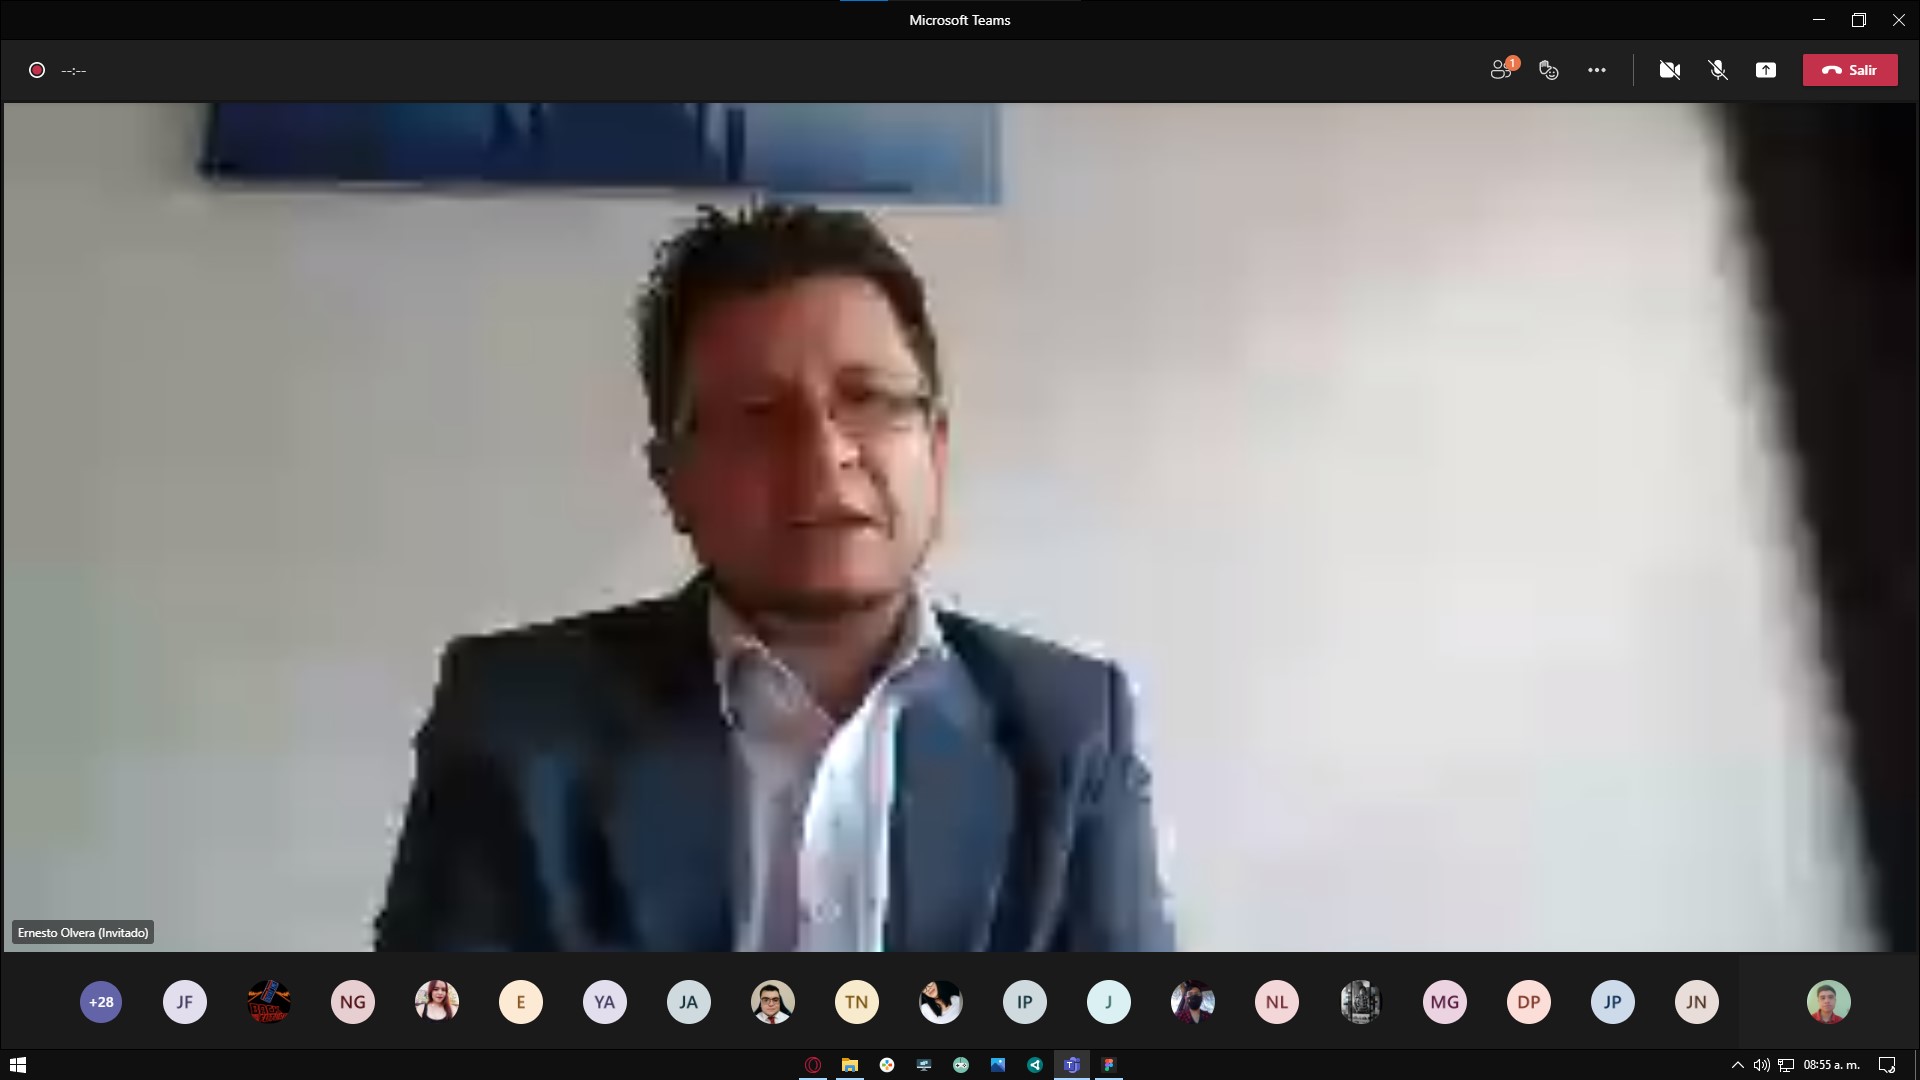 Microsoft Teams
--:--
1
Salir
Ernesto Olvera (Invitado)
+28
JF
NG
E
YA
JA
TN
IP
J
NL
MG
DP
JP
JN
08:55 a. m.